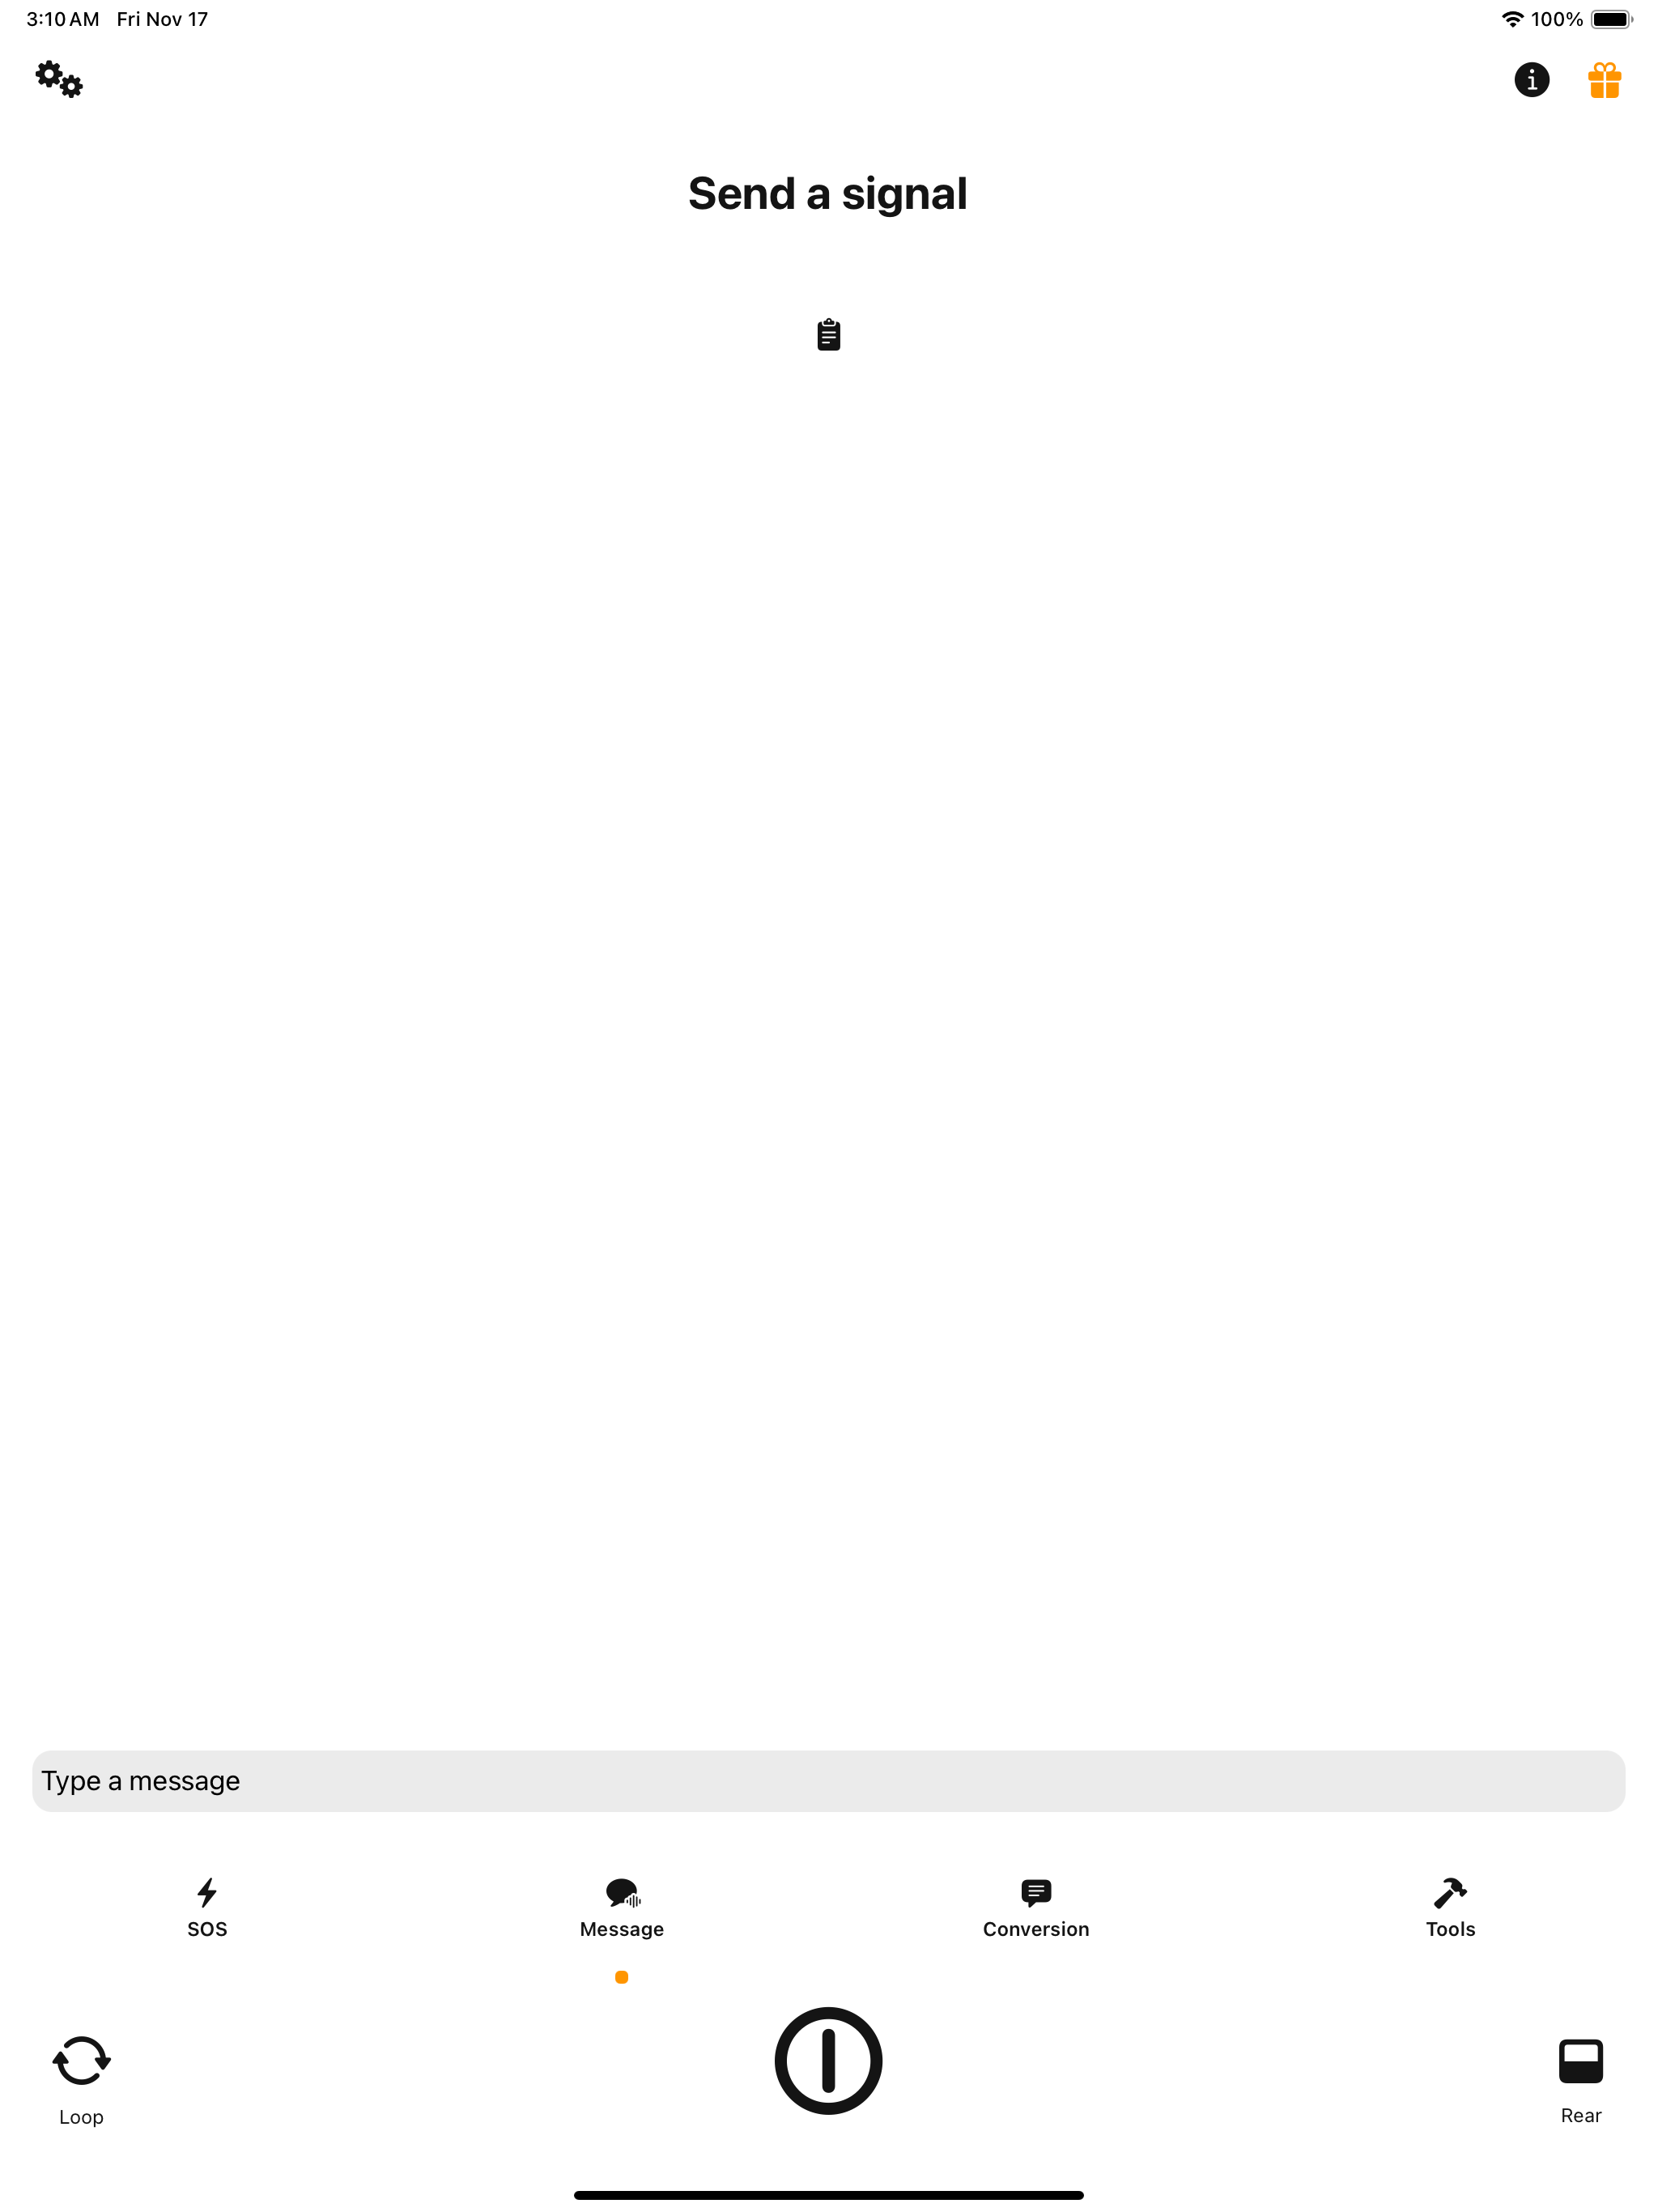 3:10 AM Fri Nov 17
100%
Send a signal
Type a message
SOS
Message
Conversion
Tools
Loop
Rear